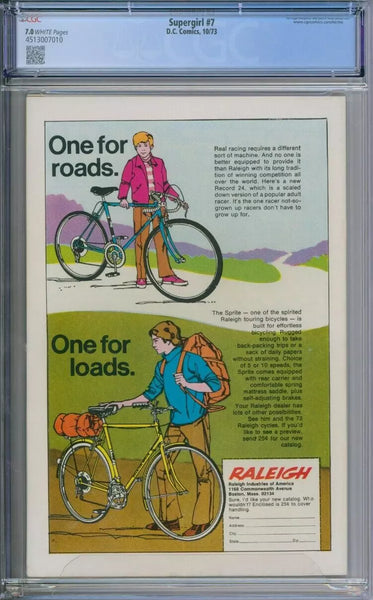 CGC
Supergirl #7
D.C. Comics, 10/73
7.0 WHITE Pages
4513007010
One for
roads.
Real racing requires a different
sort of machine. And no one is
better equipped to provide it
then Raleigh with its long tradi-
tion of winning competition all
over the world. Here's a new
Record 24, which is a scaled
down version of a popular adult
racer. It's the one racer not-so-
grown up racers don't have to
grow up for.
The Sprite — one of the spirited
Raleigh touring bicycles — is
built for effortless
bicycling. Rugged
enough to take
back-packing trips or a
sack of daily papers
without straining. Choice
of 5 or 10 speeds, the
Sprite comes equipped
with rear carrier and
comfortable spring
mattress saddle, plus
self-adjusting brakes.
Your Raleigh dealer has
lots of other possibilities.
See him and the 73
Raleigh cycles. If you'd
like to see a preview,
send 25¢ for our new
catalog.
One for
loads.
RALEIGH
Raleigh Industries of America
1168 Commonwealth Avenue
Boston, Mass. 02134
Sure, I'd like your new catalog. Who
wouldn't? Enclosed is 25¢ to cover
handling.
Name
Address
City
State Zip